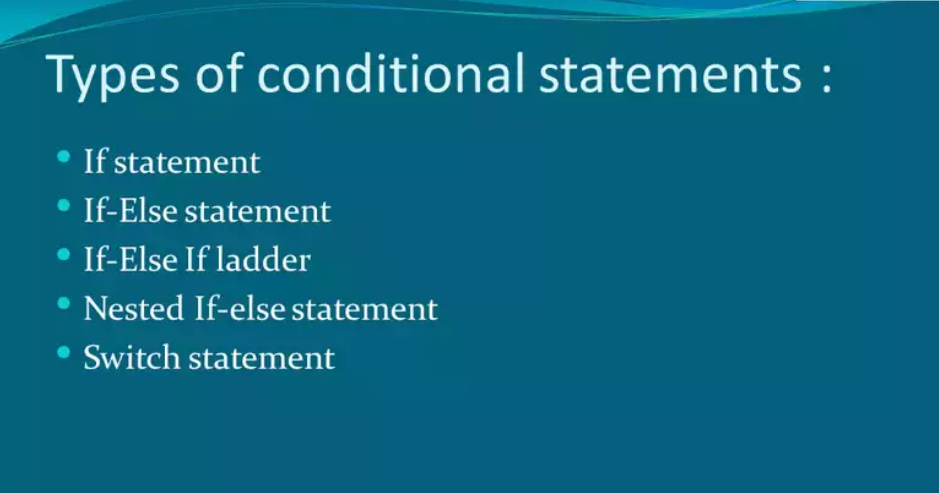 Types of conditional statements :
• If statement
• If-Else statement
• If-Else If ladder
• Nested If-else statement
• Switch statement